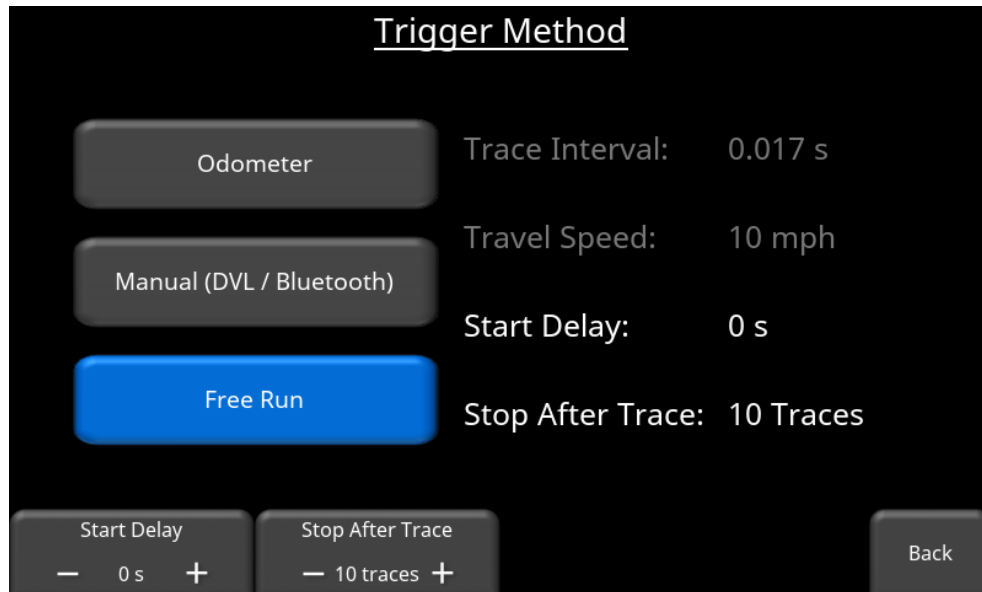 Trigger Method
Odometer
Trace Interval: 0.017 s
Manual (DVL / Bluetooth)
Travel Speed: 10 mph
Start Delay: 0 s
Free Run
Stop After Trace: 10 Traces
Start Delay
− 0 s +
Stop After Trace
− 10 traces +
Back